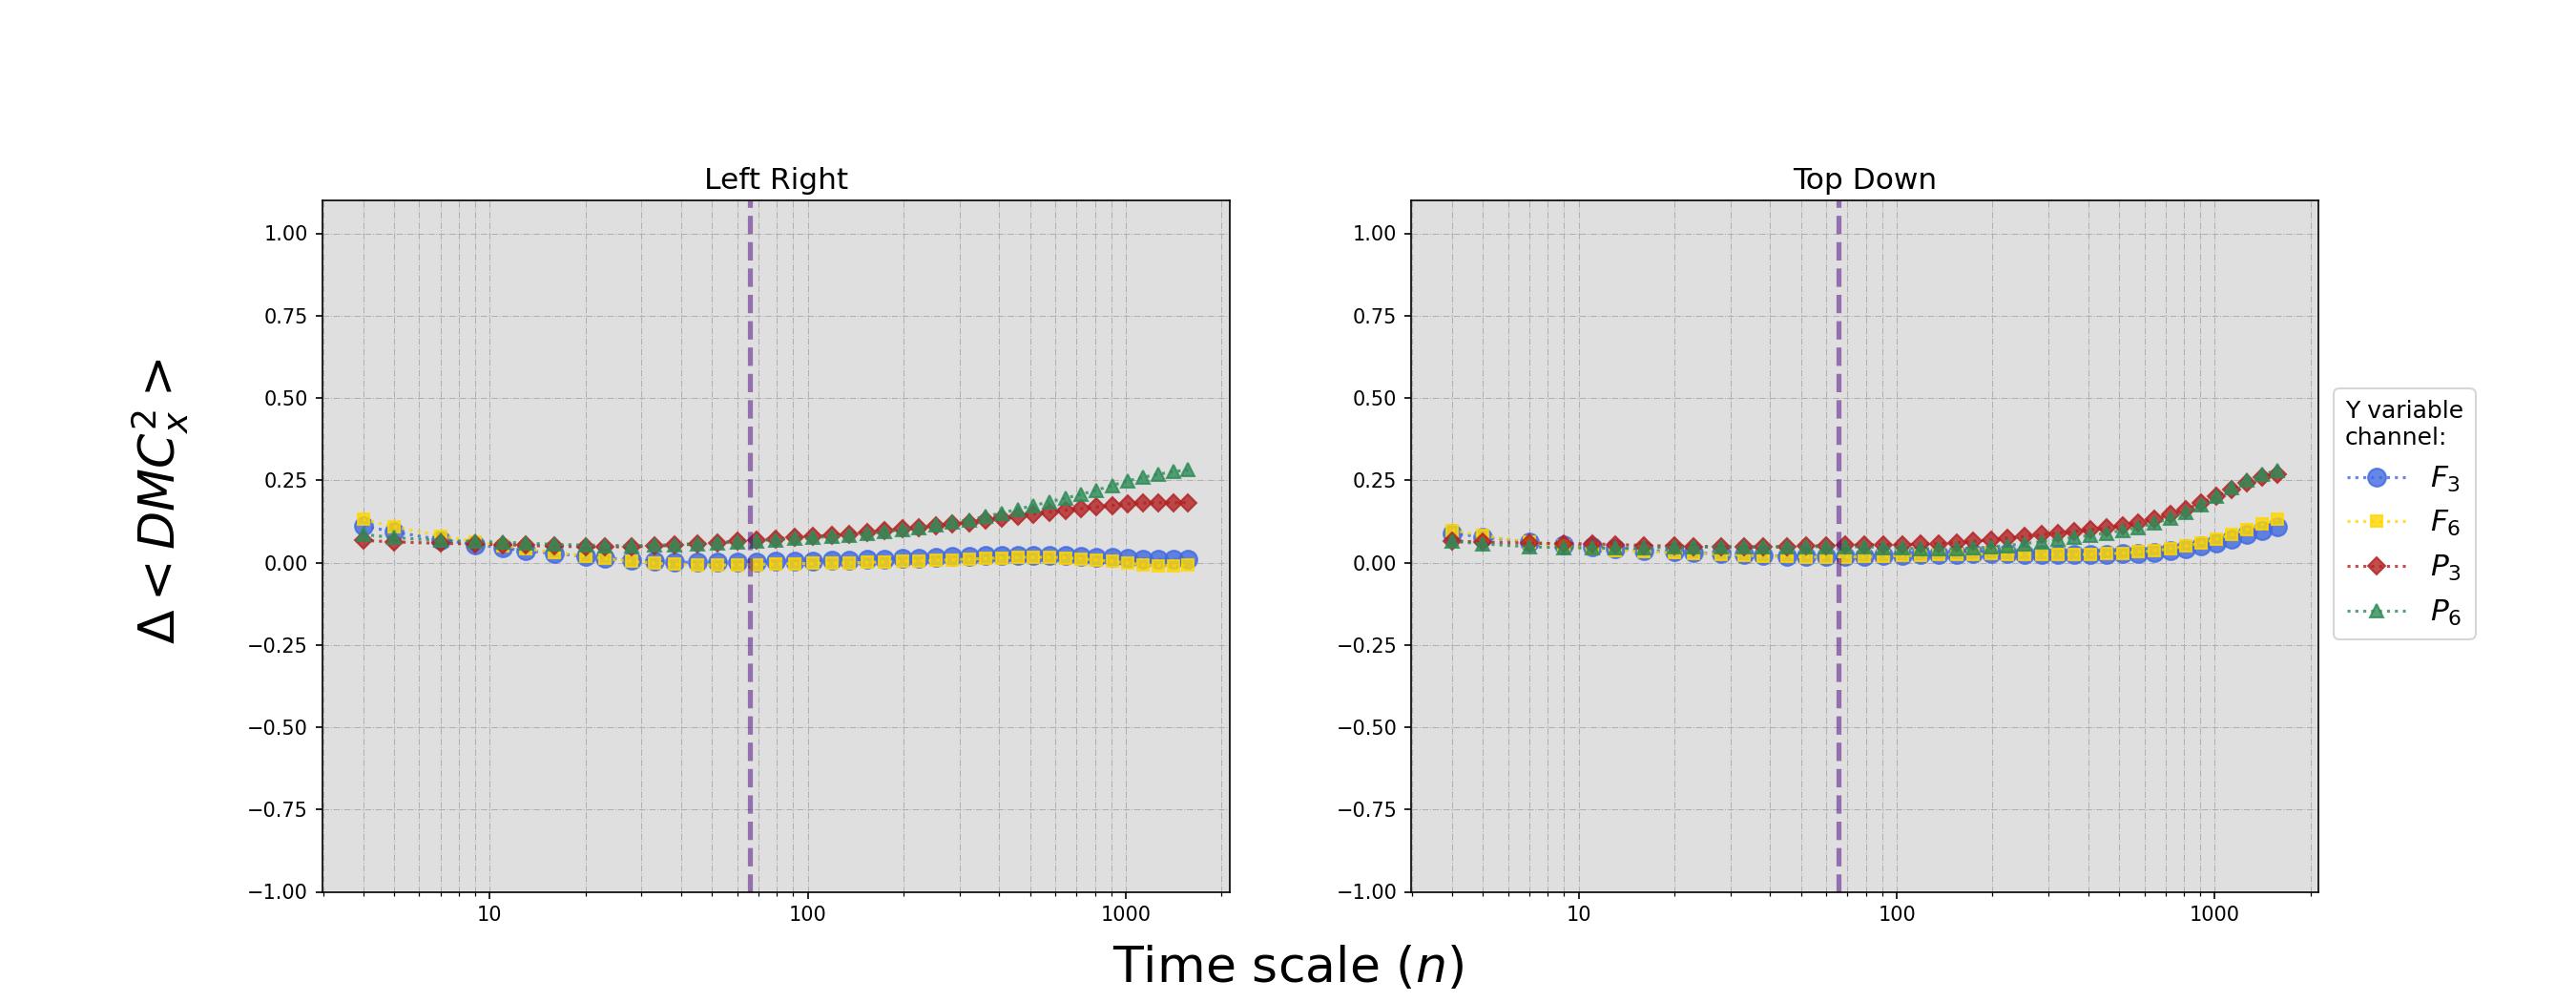 Left Right
Top Down
Δ < DMC²ₓ >
1.00
0.75
0.50
0.25
0.00
−0.25
−0.50
−0.75
−1.00
10 100 1000
1.00
0.75
0.50
0.25
0.00
−0.25
−0.50
−0.75
−1.00
10 100 1000
Time scale (n)
Y variable
channel:
F₃
F₆
P₃
P₆